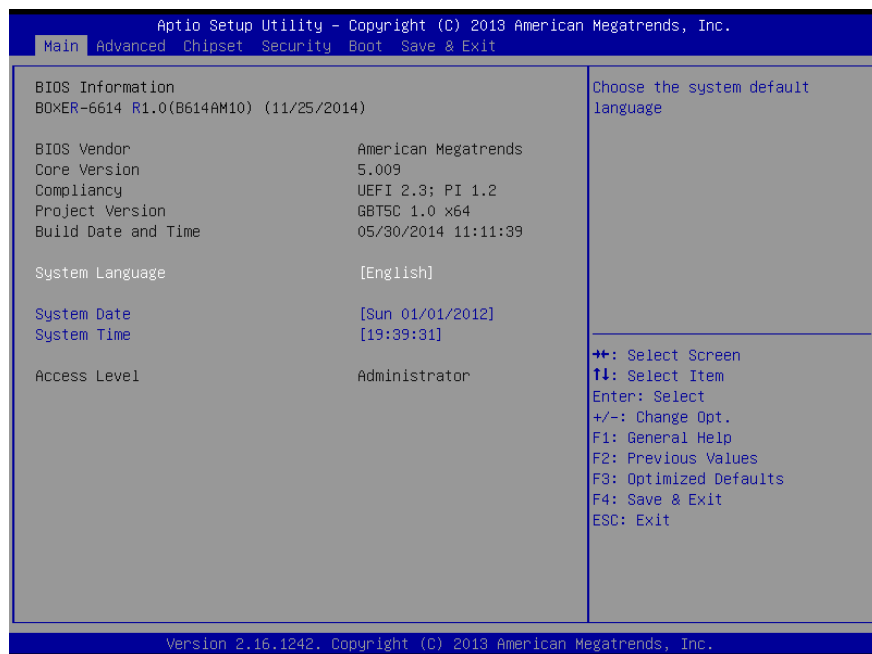 Aptio Setup Utility – Copyright (C) 2013 American Megatrends, Inc.
Main Advanced Chipset Security Boot Save & Exit
BIOS Information
BOXER-6614 R1.0(B614AM10) (11/25/2014)
BIOS Vendor American Megatrends
Core Version 5.009
Compliancy UEFI 2.3; PI 1.2
Project Version GBT5C 1.0 x64
Build Date and Time 05/30/2014 11:11:39
System Language [English]
System Date [Sun 01/01/2012]
System Time [19:39:31]
Access Level Administrator
Choose the system default
language
→←: Select Screen
↑↓: Select Item
Enter: Select
+/-: Change Opt.
F1: General Help
F2: Previous Values
F3: Optimized Defaults
F4: Save & Exit
ESC: Exit
Version 2.16.1242. Copyright (C) 2013 American Megatrends, Inc.